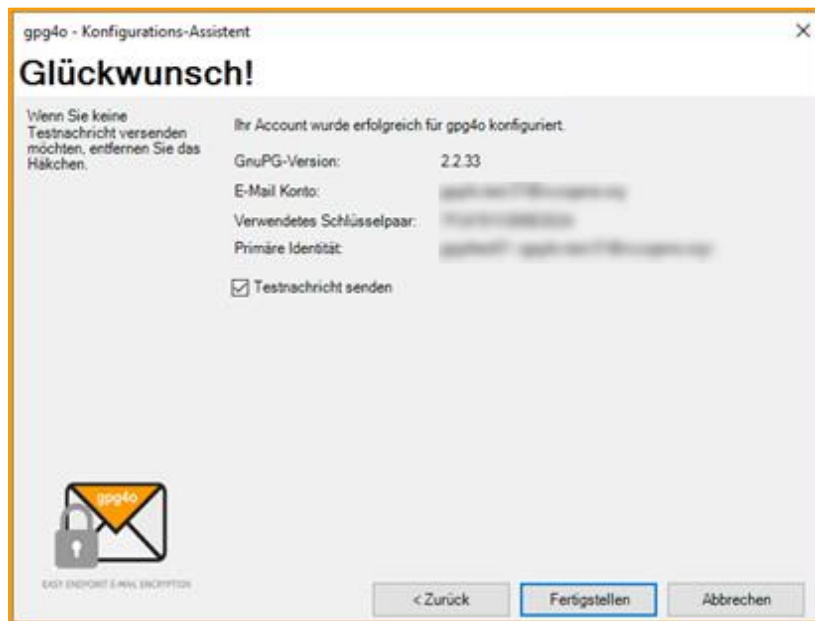 gpg4o - Konfigurations-Assistent
Glückwunsch!
Wenn Sie keine
Testnachricht versenden
möchten, entfernen Sie das
Häkchen.
Ihr Account wurde erfolgreich für gpg4o konfiguriert.
GnuPG-Version: 2.2.33
E-Mail Konto:
Verwendetes Schlüsselpaar:
Primäre Identität:
Testnachricht senden
gpg4o
EASY ENDPOINT E-MAIL ENCRYPTION
< Zurück Fertigstellen Abbrechen